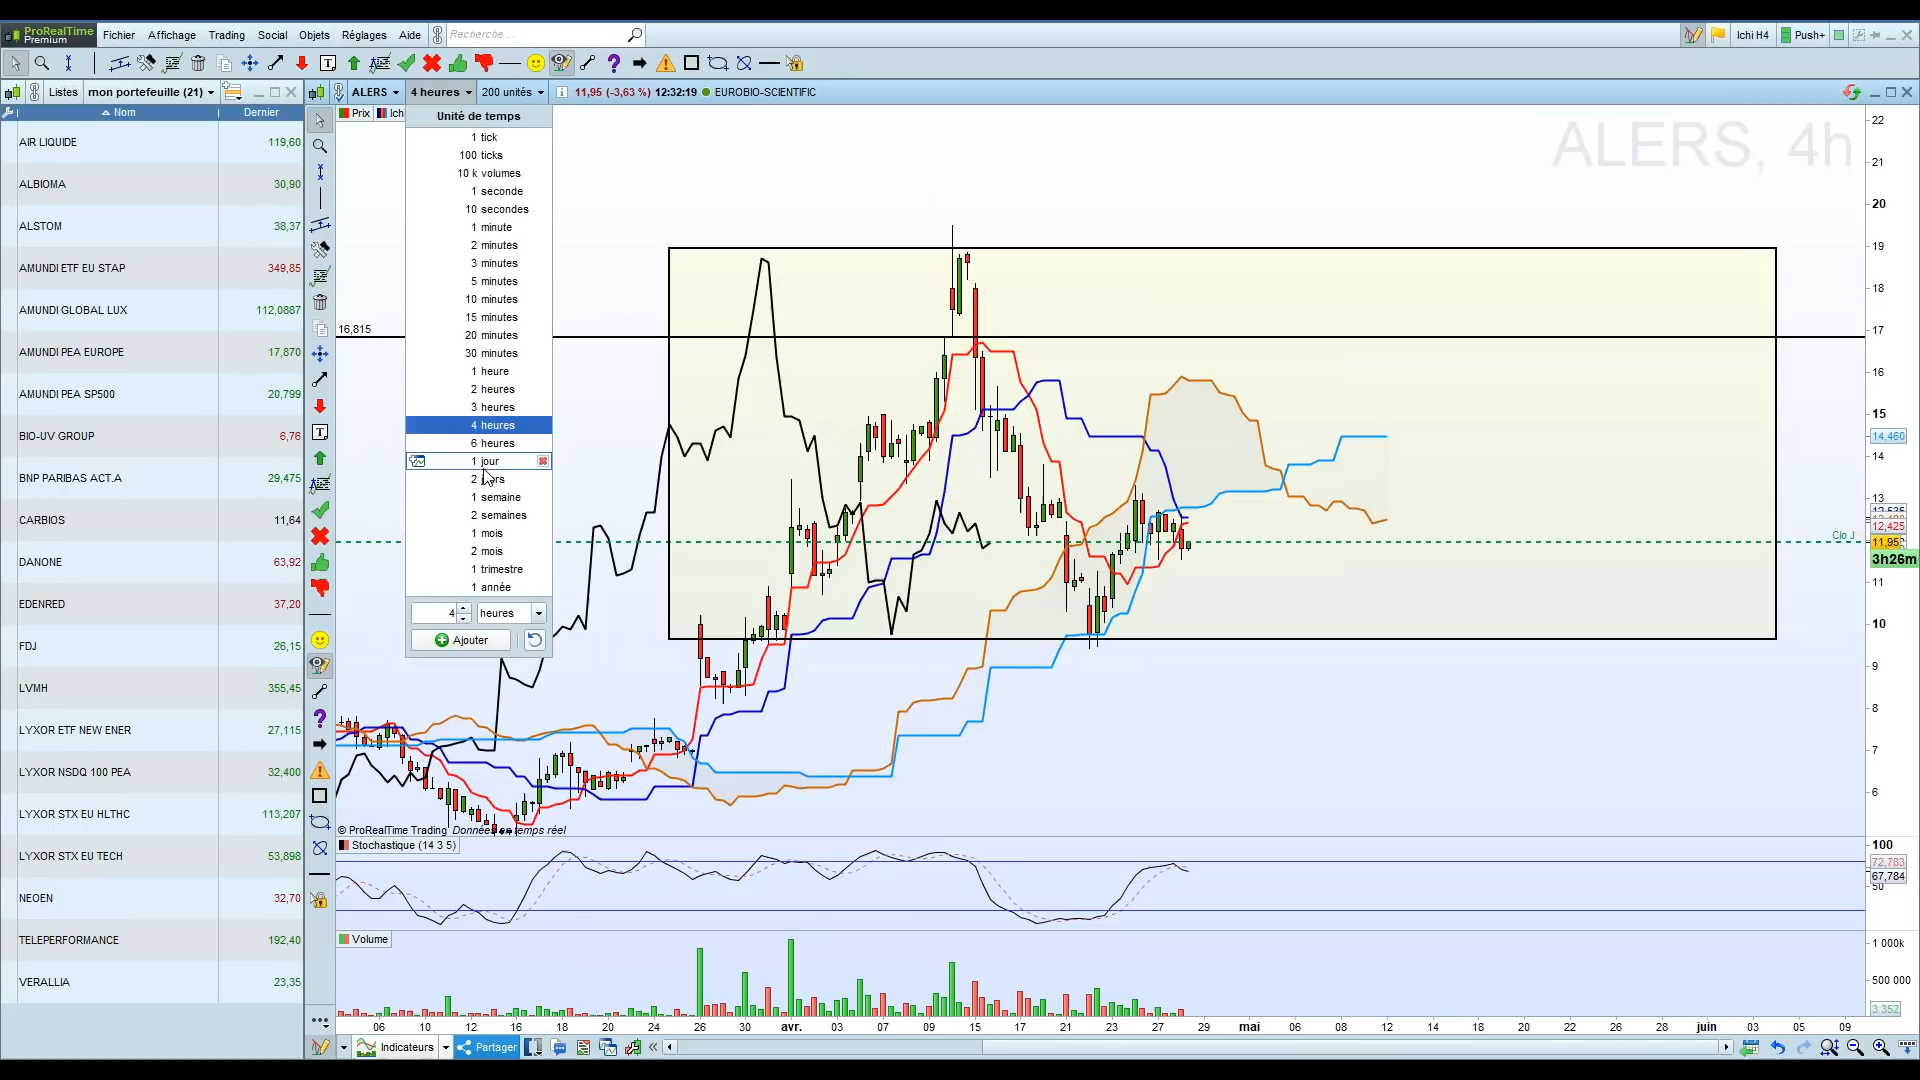 ProRealTime
Premium
Fichier Affichage Trading Social Objets Réglages Aide Recherche... Ichi H4 Push+
Listes mon portefeuille (21) ALERS 4 heures 200 unités 11,95 (-3,63 %) 12:32:19 EUROBIO-SCIENTIFIC
Nom Dernier
AIR LIQUIDE 119,60
ALBIOMA 30,90
ALSTOM 38,37
AMUNDI ETF EU STAP 349,85
AMUNDI GLOBAL LUX 112,0887
AMUNDI PEA EUROPE 17,870
AMUNDI PEA SP500 20,799
BIO-UV GROUP 6,76
BNP PARIBAS ACT.A 29,475
CARBIOS 11,64
DANONE 63,92
EDENRED 37,20
FDJ 26,15
LVMH 355,45
LYXOR ETF NEW ENER 27,115
LYXOR NSDQ 100 PEA 32,400
LYXOR STX EU HLTHC 113,207
LYXOR STX EU TECH 53,898
NEOEN 32,70
TELEPERFORMANCE 192,40
VERALLIA 23,35
Prix Ich
Unité de temps
1 tick
100 ticks
10 k volumes
1 seconde
10 secondes
1 minute
2 minutes
3 minutes
5 minutes
10 minutes
15 minutes
20 minutes
30 minutes
1 heure
2 heures
3 heures
4 heures
6 heures
1 jour
2 jours
1 semaine
2 semaines
1 mois
2 mois
1 trimestre
1 année
4 heures
Ajouter
ALERS, 4h
16,815
22
21
20
19
18
17
16
15
14,460
14
13
12,425
Clo J
11,95
3h26m
11
10
9
8
7
6
© ProRealTime Trading Données en temps réel
Stochastique (14 3 5)
100
72,783
67,784
50
Volume
1 000k
500 000
3 352
06 10 12 16 18 20 24 26 30 avr. 03 07 09 15 17 21 23 27 29 mai 06 08 12 14 18 20 22 26 28 juin 03 05 09
Indicateurs Partager